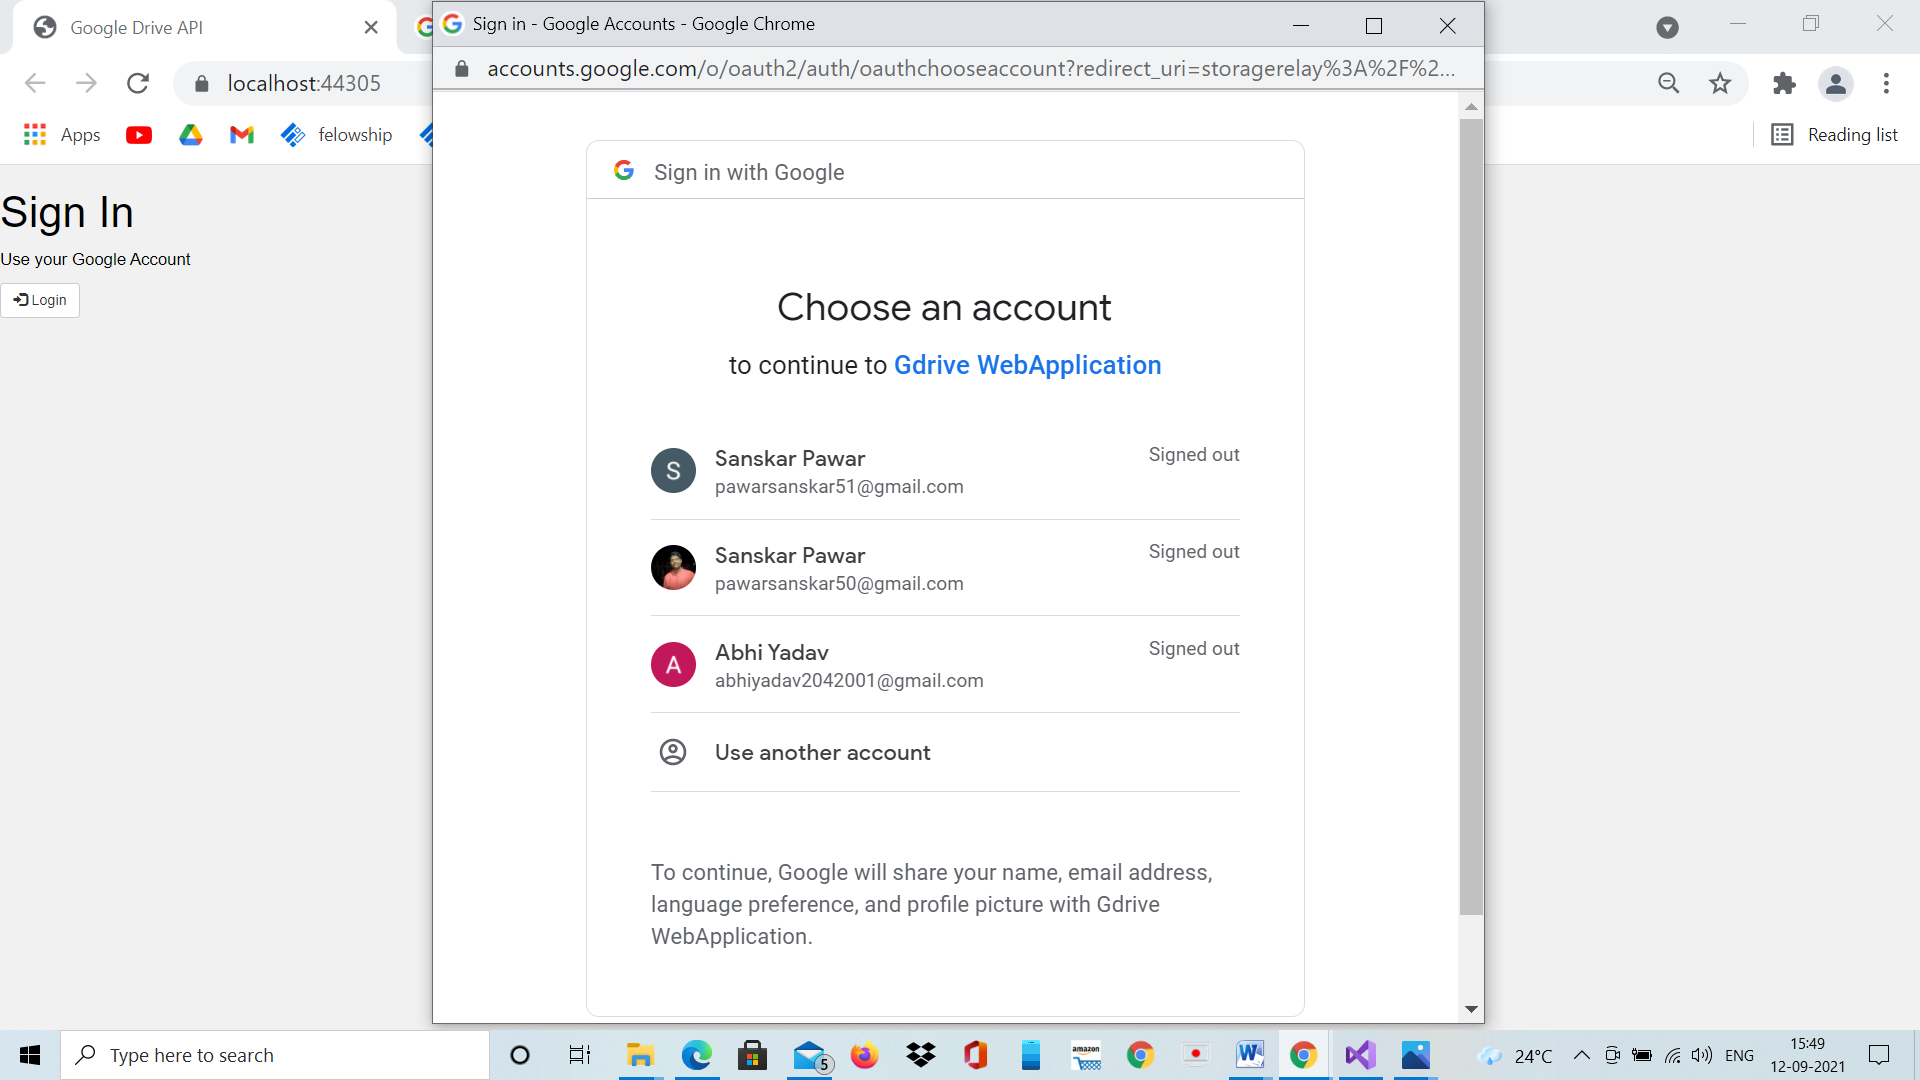 Google Drive API
Sign in - Google Accounts - Google Chrome
localhost:44305
accounts.google.com/o/oauth2/auth/oauthchooseaccount?redirect_uri=storagerelay%3A%2F%2...
Apps
felowship
Reading list
Sign In
Use your Google Account
Login
Sign in with Google
Choose an account
to continue to Gdrive WebApplication
S
Sanskar Pawar
Signed out
pawarsanskar51@gmail.com
Sanskar Pawar
Signed out
pawarsanskar50@gmail.com
A
Abhi Yadav
Signed out
abhiyadav2042001@gmail.com
Use another account
To continue, Google will share your name, email address,
language preference, and profile picture with Gdrive
WebApplication.
Type here to search
5
amazon
24°C
ENG
15:49
12-09-2021